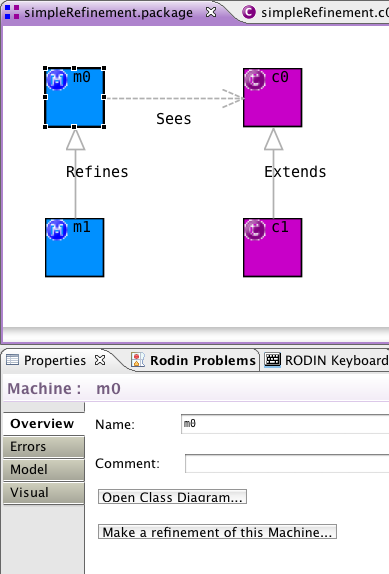 simpleRefinement.package
simpleRefinement.c
M m0
C c0
Sees
Refines
Extends
M m1
C c1
Properties
Rodin Problems
RODIN Keyboard
Machine : m0
Overview
Name: m0
Errors
Comment:
Model
Visual
Open Class Diagram...
Make a refinement of this Machine...